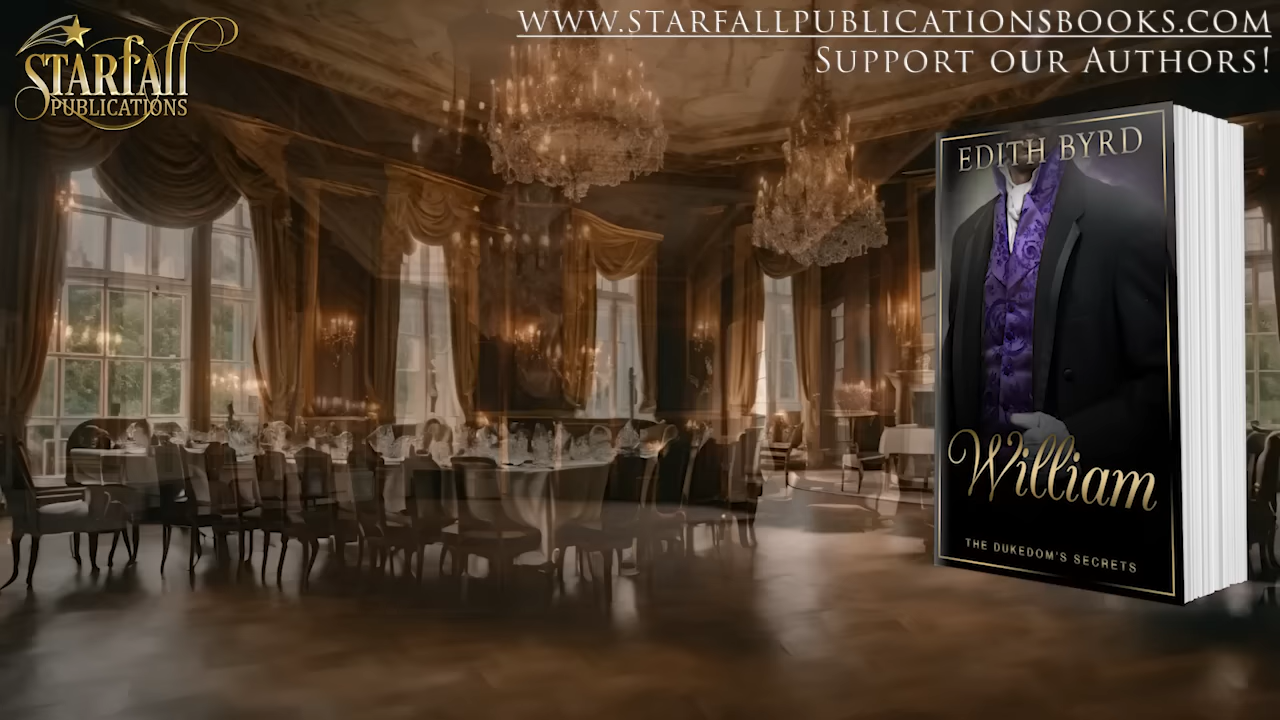 STARfall
PUBLICATIONS
WWW.STARFALLPUBLICATIONSBOOKS.COM
SUPPORT OUR AUTHORS!
EDITH BYRD
William
THE DUKEDOM'S SECRETS